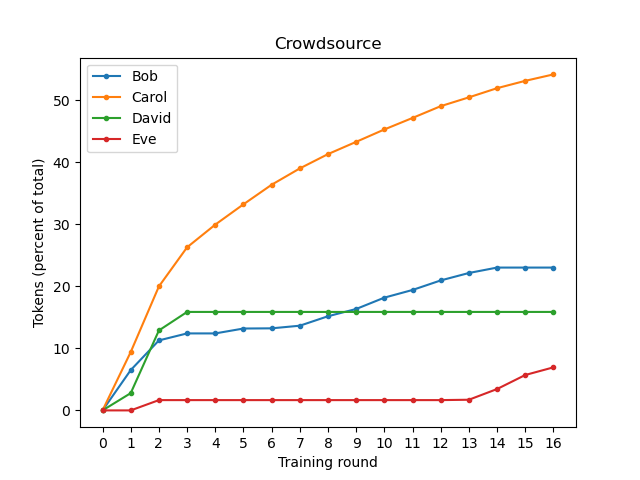 Crowdsource
Bob
Carol
David
Eve
Tokens (percent of total)
50
40
30
20
10
0
0 1 2 3 4 5 6 7 8 9 10 11 12 13 14 15 16
Training round